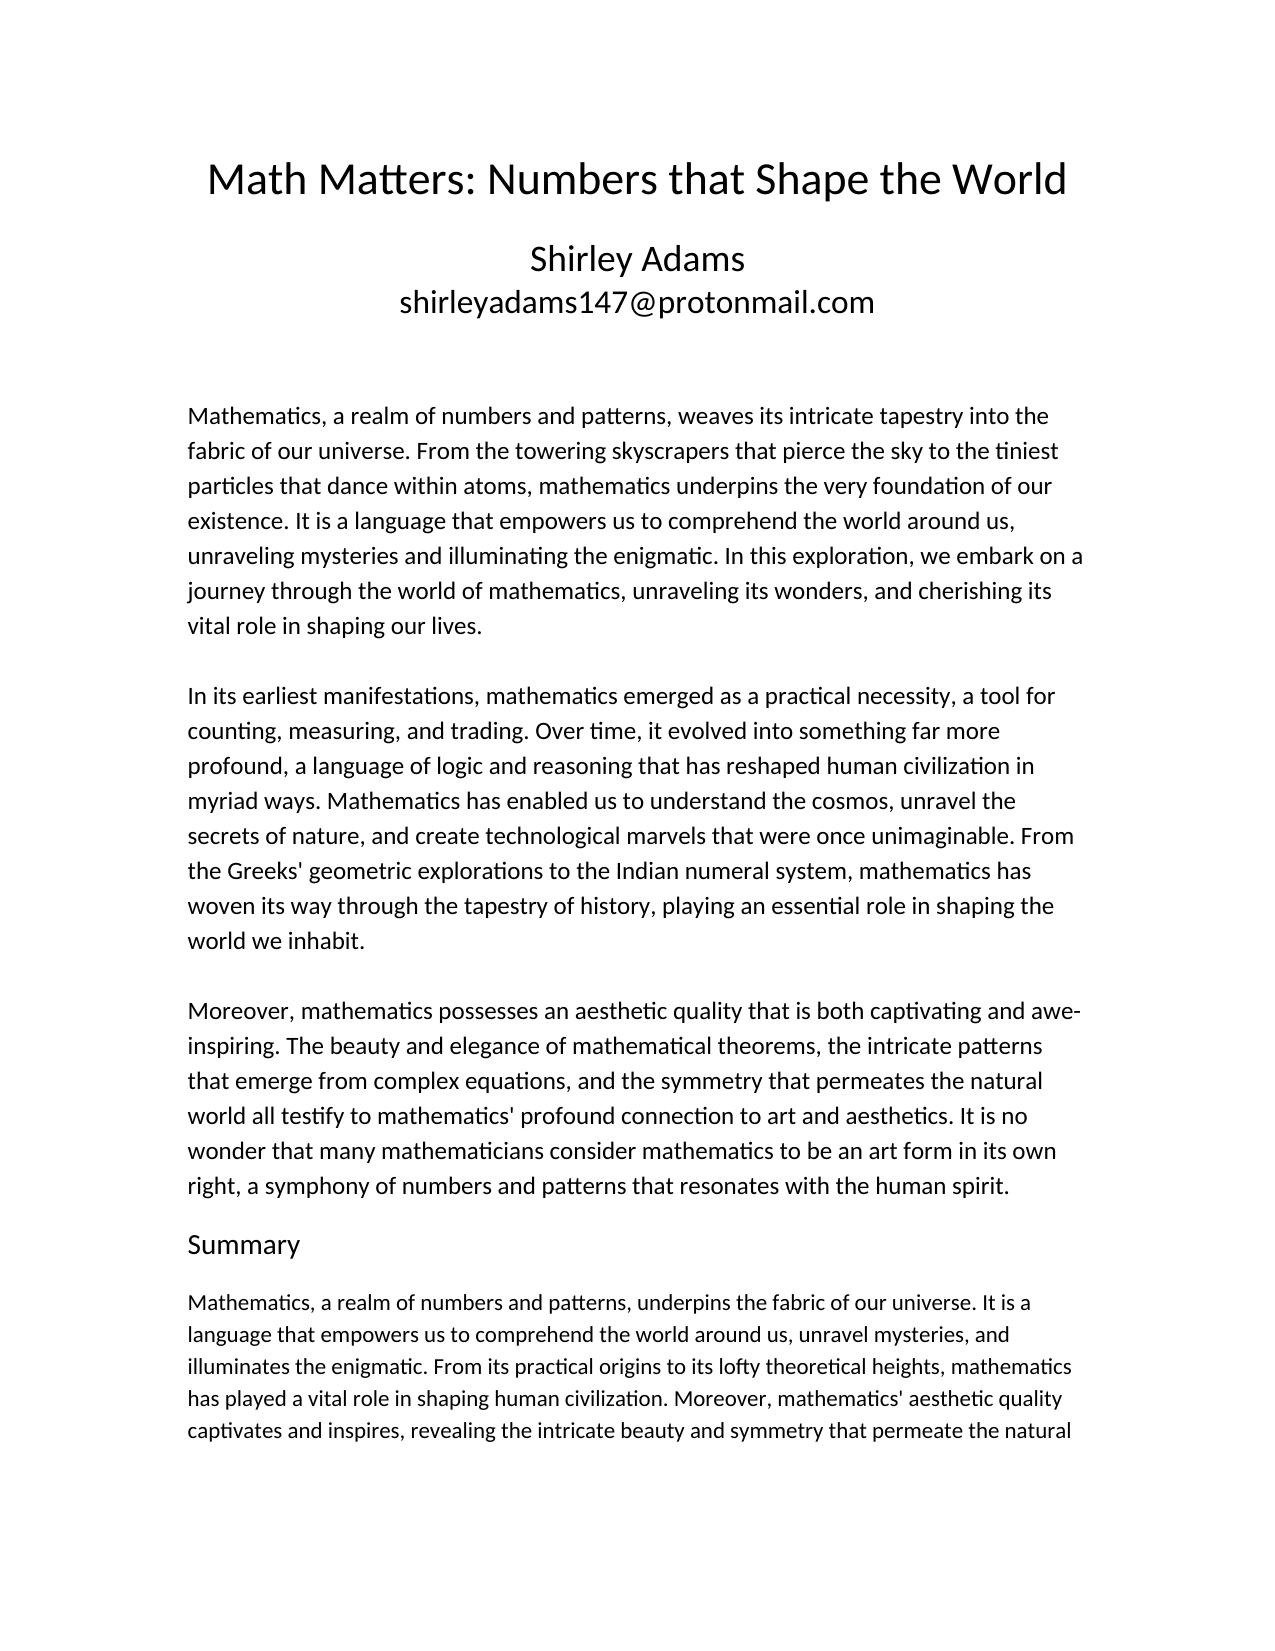 Math Matters: Numbers that Shape the World
Shirley Adams
shirleyadams147@protonmail.com
Mathematics, a realm of numbers and patterns, weaves its intricate tapestry into the
fabric of our universe. From the towering skyscrapers that pierce the sky to the tiniest
particles that dance within atoms, mathematics underpins the very foundation of our
existence. It is a language that empowers us to comprehend the world around us,
unraveling mysteries and illuminating the enigmatic. In this exploration, we embark on a
journey through the world of mathematics, unraveling its wonders, and cherishing its
vital role in shaping our lives.
In its earliest manifestations, mathematics emerged as a practical necessity, a tool for
counting, measuring, and trading. Over time, it evolved into something far more
profound, a language of logic and reasoning that has reshaped human civilization in
myriad ways. Mathematics has enabled us to understand the cosmos, unravel the
secrets of nature, and create technological marvels that were once unimaginable. From
the Greeks' geometric explorations to the Indian numeral system, mathematics has
woven its way through the tapestry of history, playing an essential role in shaping the
world we inhabit.
Moreover, mathematics possesses an aesthetic quality that is both captivating and awe-
inspiring. The beauty and elegance of mathematical theorems, the intricate patterns
that emerge from complex equations, and the symmetry that permeates the natural
world all testify to mathematics' profound connection to art and aesthetics. It is no
wonder that many mathematicians consider mathematics to be an art form in its own
right, a symphony of numbers and patterns that resonates with the human spirit.
Summary
Mathematics, a realm of numbers and patterns, underpins the fabric of our universe. It is a
language that empowers us to comprehend the world around us, unravel mysteries, and
illuminates the enigmatic. From its practical origins to its lofty theoretical heights, mathematics
has played a vital role in shaping human civilization. Moreover, mathematics' aesthetic quality
captivates and inspires, revealing the intricate beauty and symmetry that permeate the natural